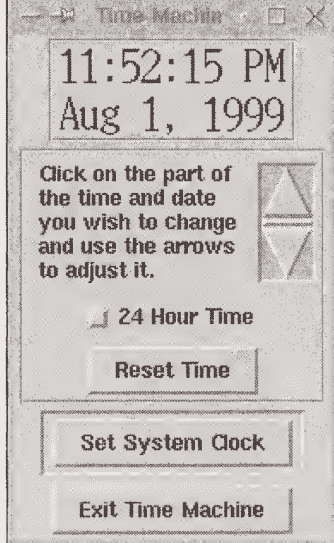 Time Machin
11:52:15 PM
Aug 1, 1999
Click on the part of
the time and date
you wish to change
and use the arrows
to adjust it.
24 Hour Time
Reset Time
Set System Clock
Exit Time Machine